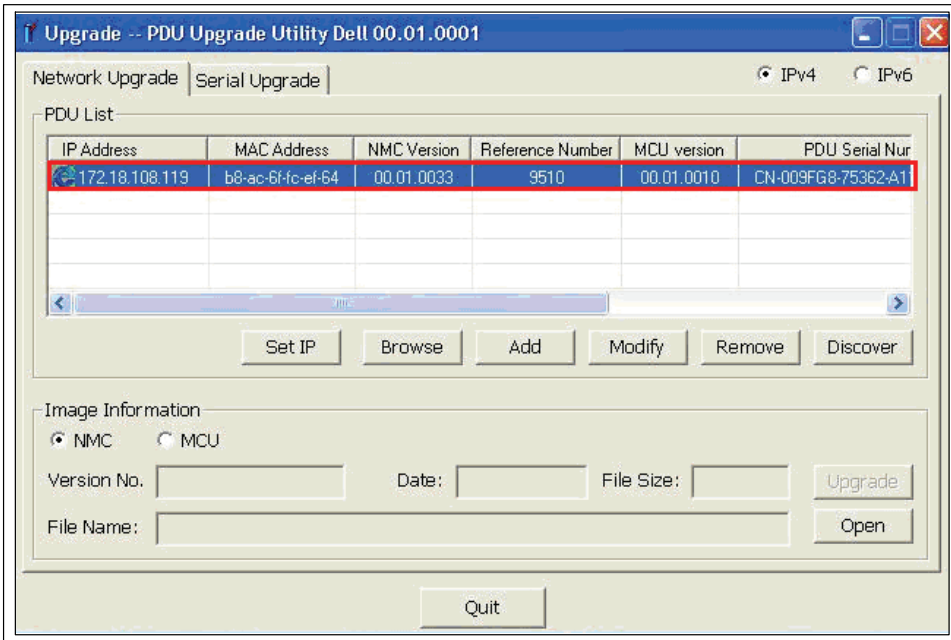 Upgrade -- PDU Upgrade Utility Dell 00.01.0001
Network Upgrade Serial Upgrade IPv4 IPv6
PDU List
IP Address MAC Address NMC Version Reference Number MCU version PDU Serial Nur
172.18.108.119 b8-ac-6f-fc-ef-64 00.01.0033 9510 00.01.0010 CN-009FG8-75362-A1
Set IP Browse Add Modify Remove Discover
Image Information
NMC MCU
Version No. Date: File Size: Upgrade
File Name: Open
Quit